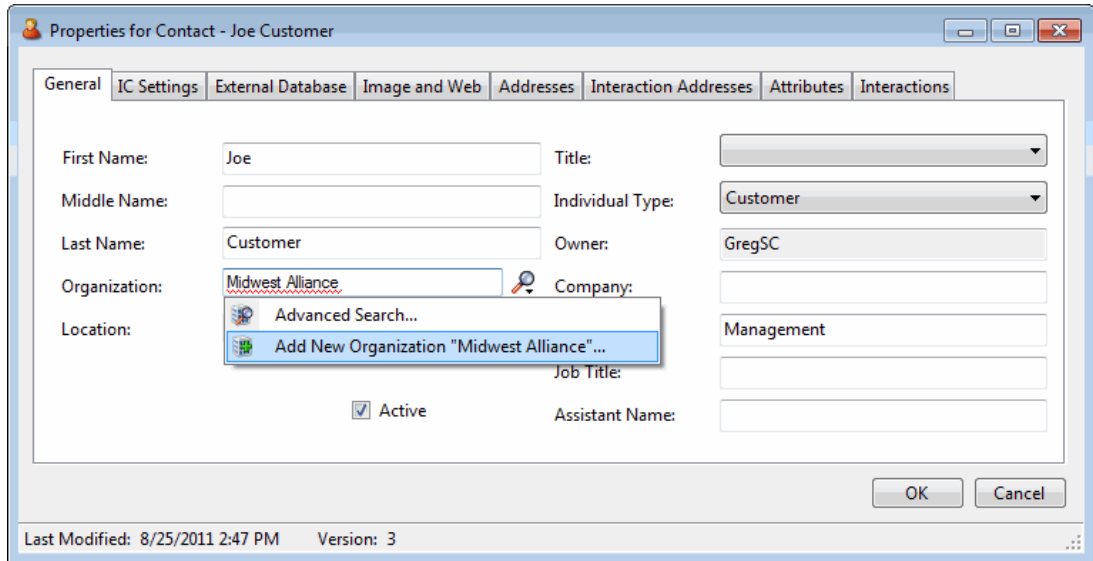 Properties for Contact - Joe Customer
General IC Settings External Database Image and Web Addresses Interaction Addresses Attributes Interactions
First Name: Joe Title:
Middle Name: Individual Type: Customer
Last Name: Customer Owner: GregSC
Organization: Midwest Alliance Company:
Advanced Search...
Location: Management
Add New Organization "Midwest Alliance"...
Job Title:
Active Assistant Name:
OK Cancel
Last Modified: 8/25/2011 2:47 PM Version: 3